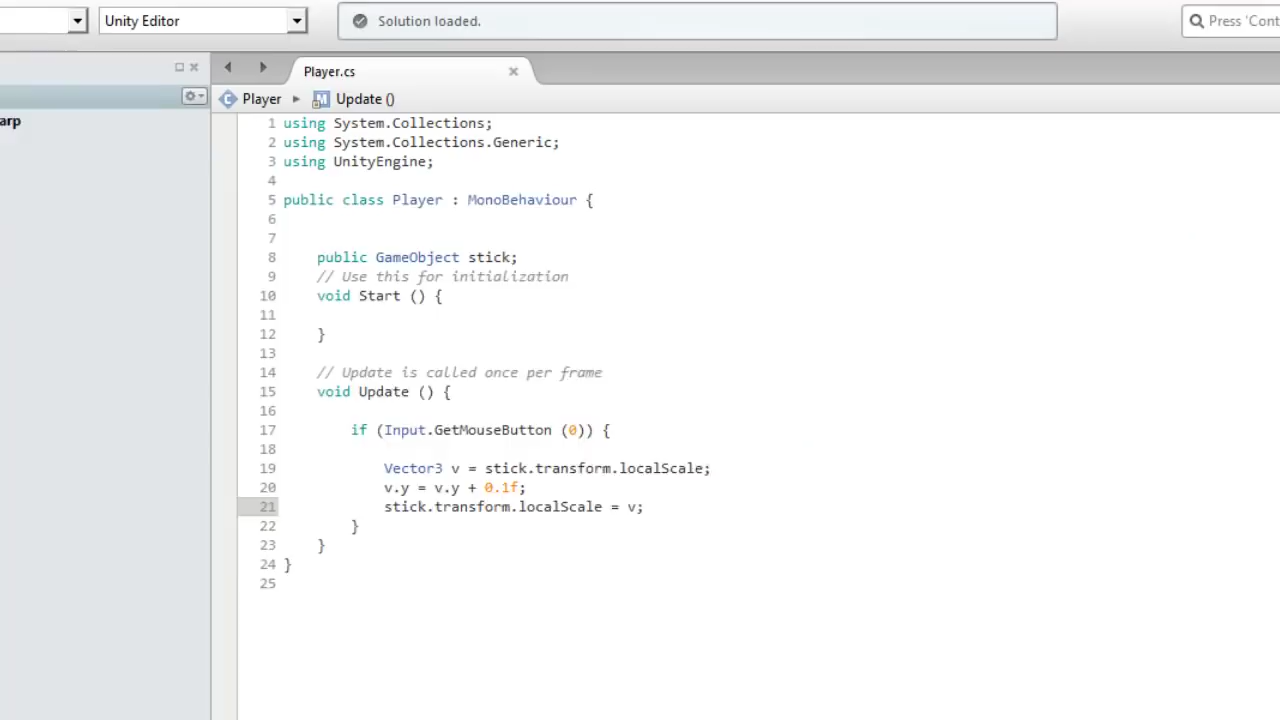 Unity Editor
Solution loaded.
Press 'Cont
Player.cs
Player ▸ Update ()
arp
1 using System.Collections;
2 using System.Collections.Generic;
3 using UnityEngine;
4
5 public class Player : MonoBehaviour {
6
7
8 public GameObject stick;
9 // Use this for initialization
10 void Start () {
11
12 }
13
14 // Update is called once per frame
15 void Update () {
16
17 if (Input.GetMouseButton (0)) {
18
19 Vector3 v = stick.transform.localScale;
20 v.y = v.y + 0.1f;
21 stick.transform.localScale = v;
22 }
23 }
24 }
25